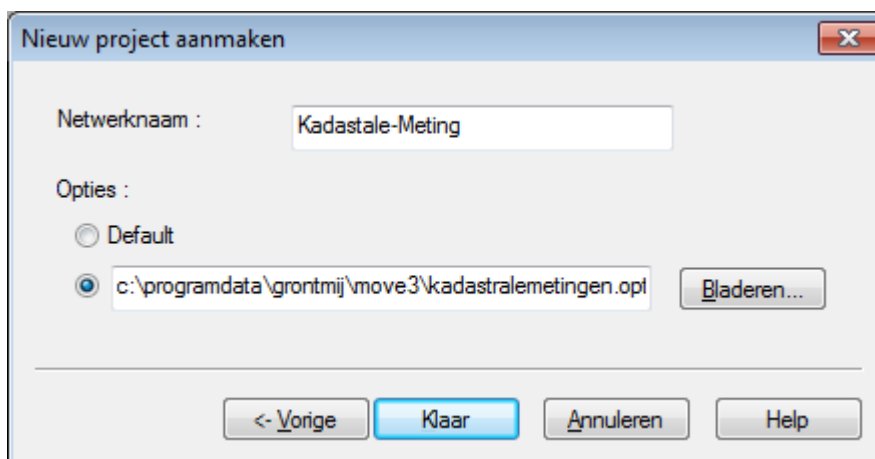 Nieuw project aanmaken
Netwerknaam :
Kadastale-Meting
Opties :
Default
c:\programdata\grontmij\move3\kadastralemetingen.opt
Bladeren...
<- Vorige
Klaar
Annuleren
Help